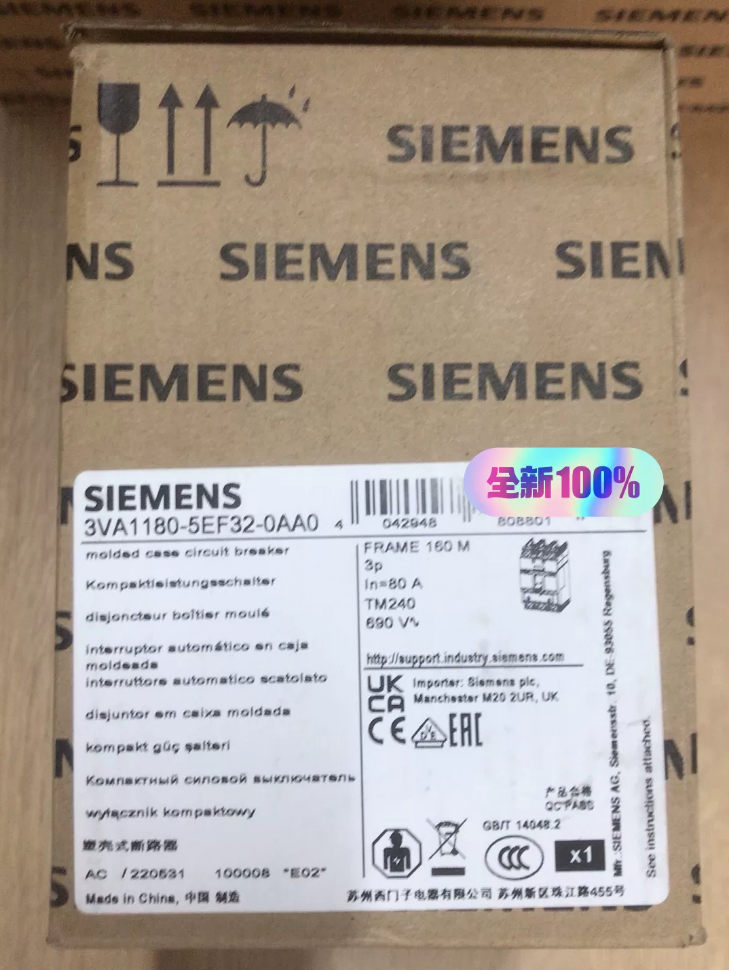 SIEMENS
SIEMENS
SIEMENS
SIEMENS
SIEMENS
全新100%
SIEMENS
3VA1180-5EF32-0AA0
4 042948 808801
molded case circuit breaker
Kompaktleistungsschalter
disjoncteur boîtier moulé
interruptor automático en caja
moldeada
interruttore automatico scatolato
disjuntor em caixa moldada
kompakt güç şalteri
Компактный силовой выключатель
wyłącznik kompaktowy
塑壳式断路器
AC /220531 100008 "E02"
Made in China, 中国 制造
FRAME 160 M
3p
In=80 A
TM240
690 V~
http://support.industry.siemens.com
UK
CA
Importer: Siemens plc,
Manchester M20 2UR, UK
CE
EAC
产品合格
QC PASS
GB/T 14048.2
CCC
x1
苏州西门子电器有限公司 苏州新区珠江路455号
Mfr.:SIEMENS AG, Siemensstr. 10, DE-93055 Regensburg
See instructions attached.